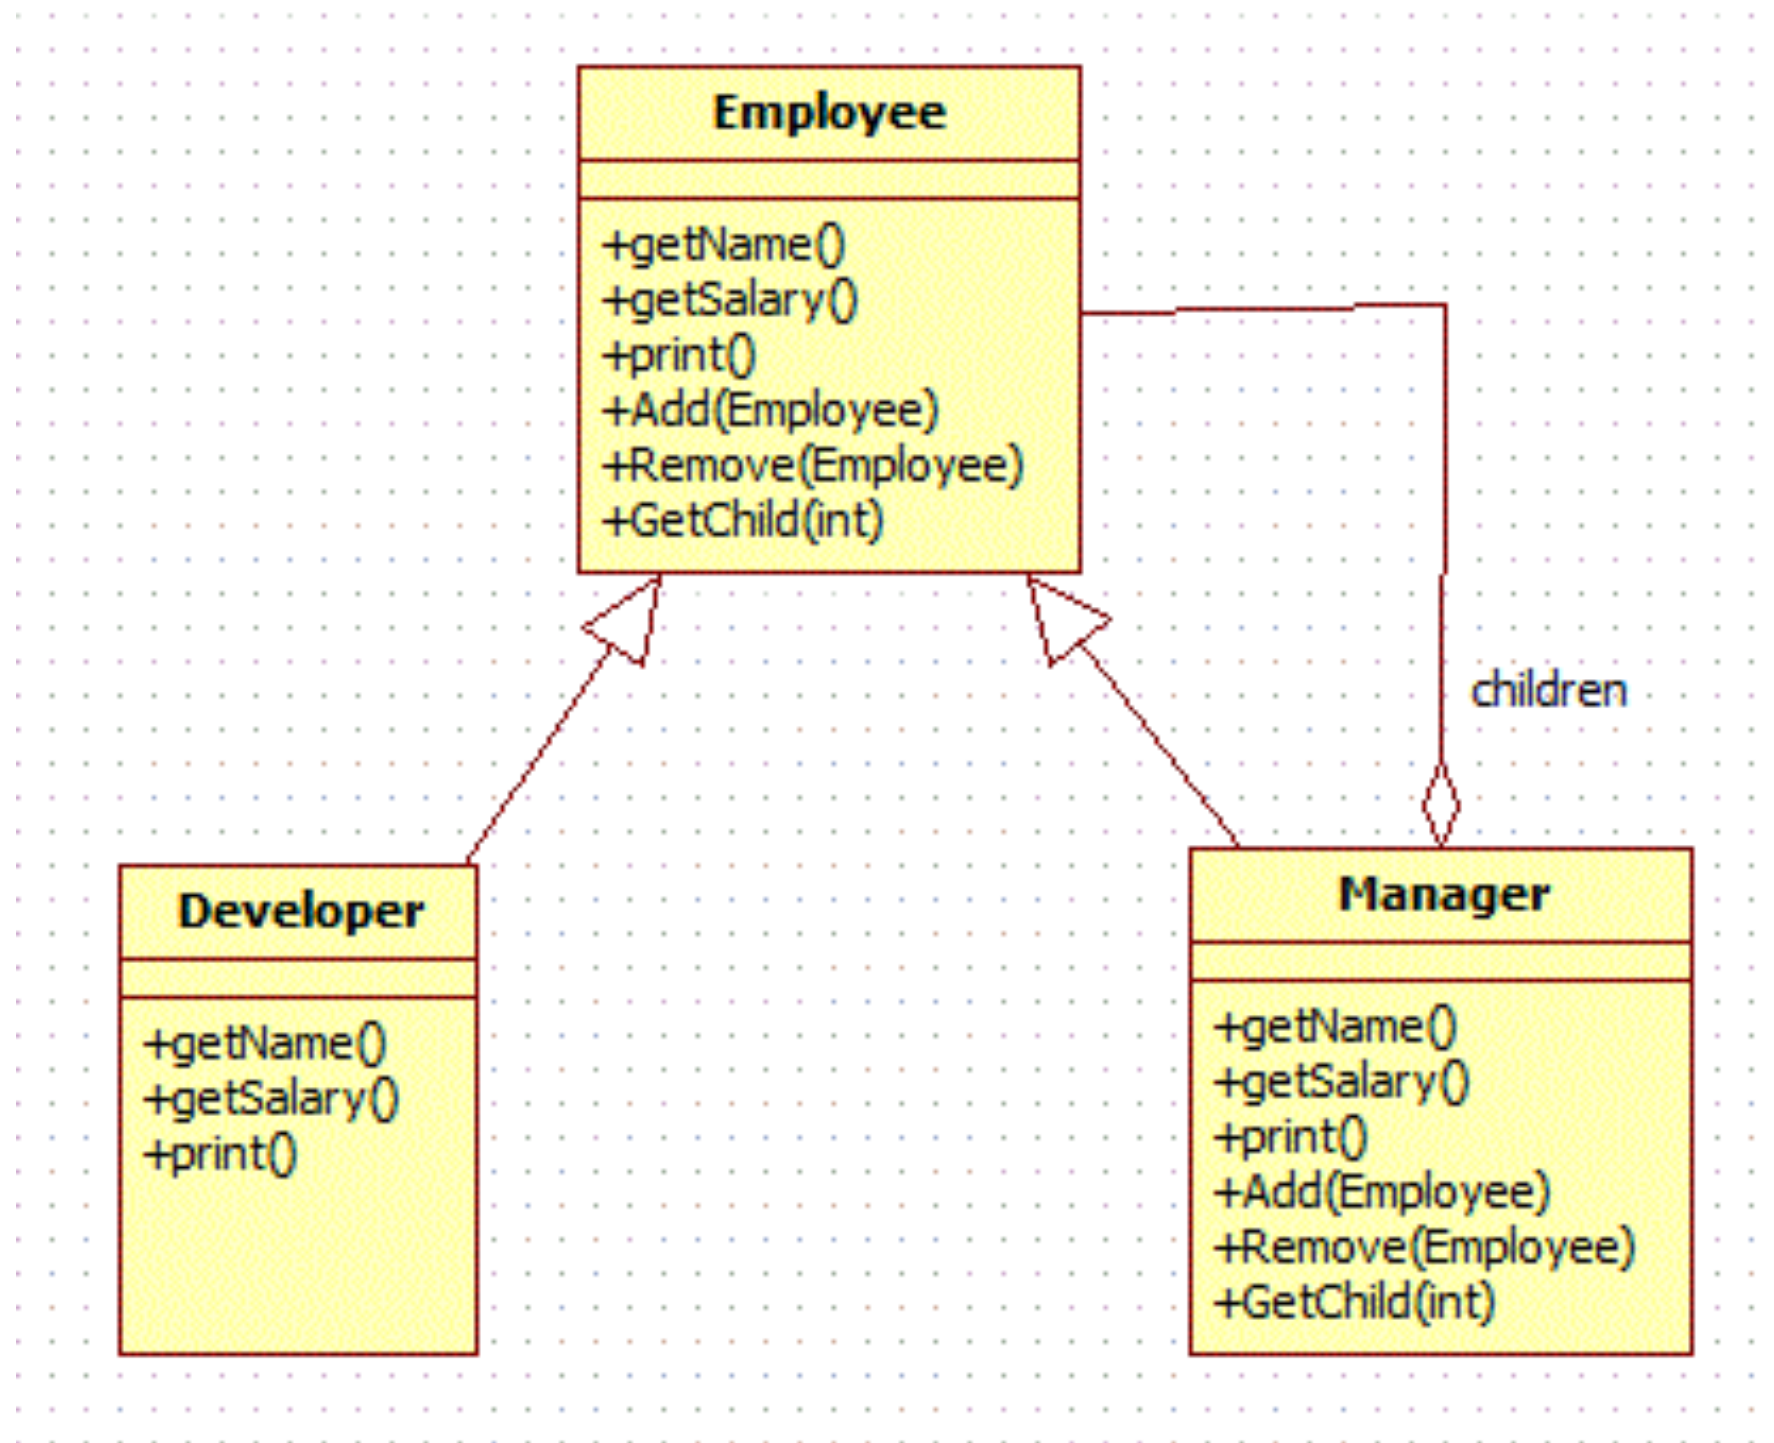 Employee
+getName()
+getSalary()
+print()
+Add(Employee)
+Remove(Employee)
+GetChild(int)
children
Developer
+getName()
+getSalary()
+print()
Manager
+getName()
+getSalary()
+print()
+Add(Employee)
+Remove(Employee)
+GetChild(int)